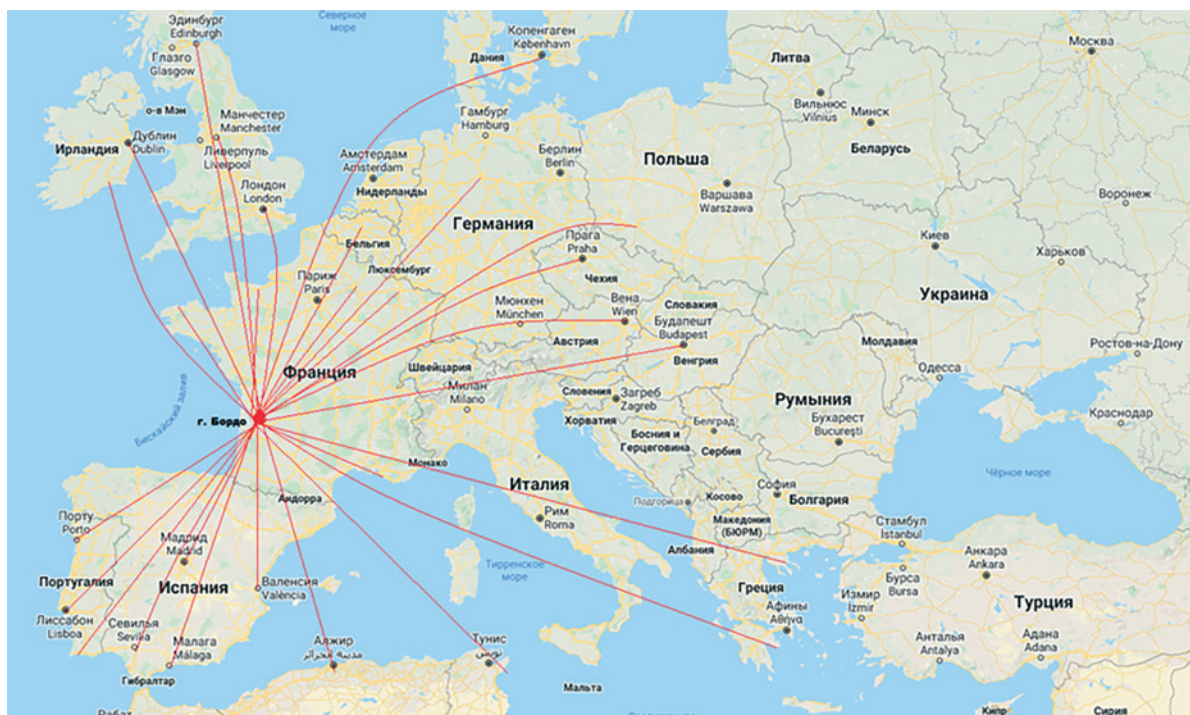 Эдинбург
Edinburgh
Северное
море
Копенгаген
København
Москва
Глазго
Glasgow
Дания
Литва
о-в Мэн
Манчестер
Manchester
Гамбург
Hamburg
Вильнюс
Vilnius
Минск
Ирландия
Дублин
Dublin
Ливерпуль
Liverpool
Амстердам
Amsterdam
Берлин
Berlin
Польша
Беларусь
Нидерланды
Лондон
London
Варшава
Warszawa
Воронеж
Германия
Бельгия
Прага
Praha
Киев
Харьков
Люксембург
Париж
Paris
Чехия
Украина
Мюнхен
München
Вена
Wien
Словакия
Будапешт
Budapest
Австрия
Венгрия
Молдавия
Ростов-на-Дону
Франция
Швейцария
Одесса
Милан
Milano
Словения
Загреб
Zagreb
Румыния
Бискайский залив
г. Бордо
Хорватия
Белград
Бухарест
București
Краснодар
Босния и
Герцеговина
Сербия
Монако
Чёрное море
Андорра
Италия
Подгорица
Косово
София
Болгария
Порту
Porto
Мадрид
Madrid
Рим
Roma
Македония
(БЮРМ)
Стамбул
İstanbul
Албания
Анкара
Ankara
Португалия
Испания
Валенсия
València
Тирренское
море
Греция
Измир
İzmir
Бурса
Bursa
Турция
Лиссабон
Lisboa
Севилья
Sevilla
Афины
Αθήνα
Малага
Málaga
Алжир
مدينة الجزائر
Тунис
تونس
Анталья
Antalya
Адана
Adana
Гибралтар
Мальта
Рабат
Кипр
Сирия